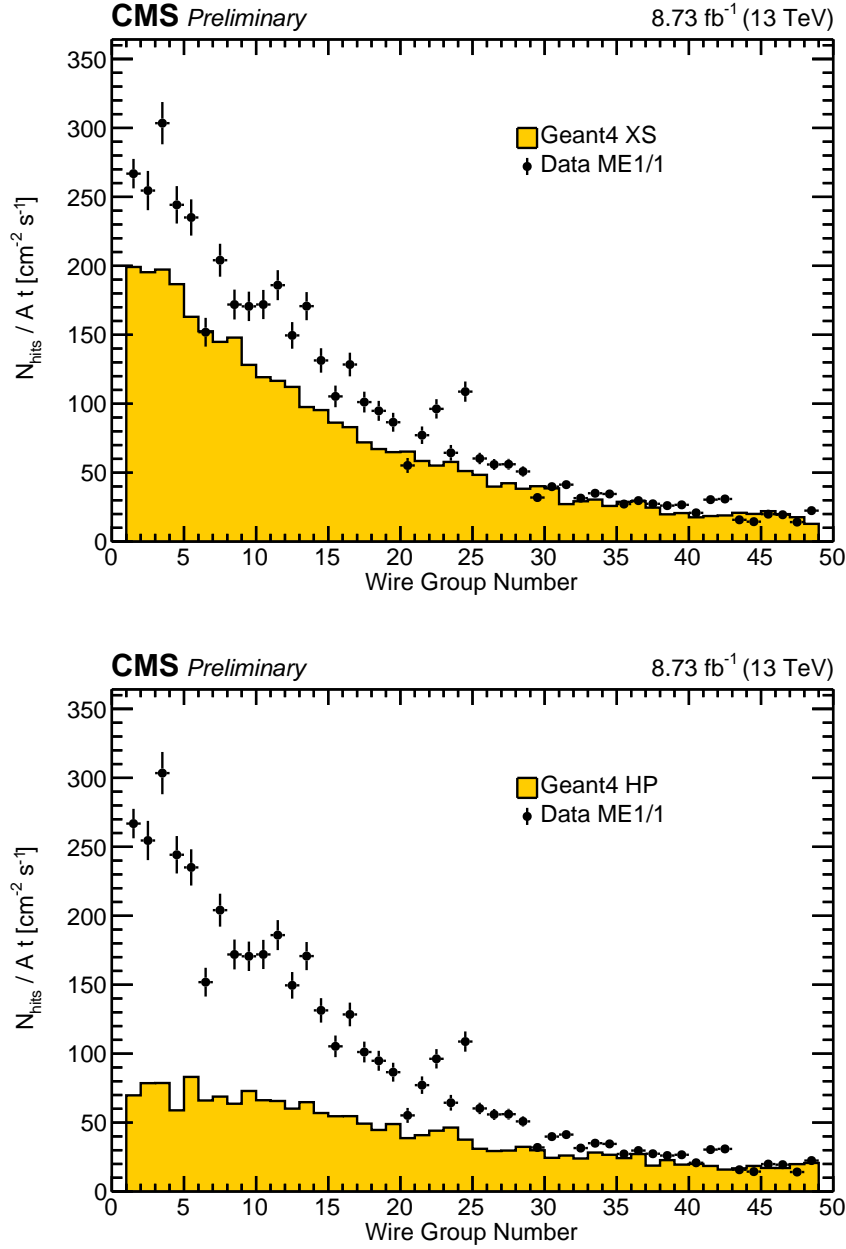 CMS Preliminary 8.73 fb⁻¹ (13 TeV)
350
300
250
200
150
100
50
0
N_hits / A t [cm⁻² s⁻¹]
Geant4 XS
Data ME1/1
0 5 10 15 20 25 30 35 40 45 50
Wire Group Number
CMS Preliminary 8.73 fb⁻¹ (13 TeV)
350
300
250
200
150
100
50
0
N_hits / A t [cm⁻² s⁻¹]
Geant4 HP
Data ME1/1
0 5 10 15 20 25 30 35 40 45 50
Wire Group Number